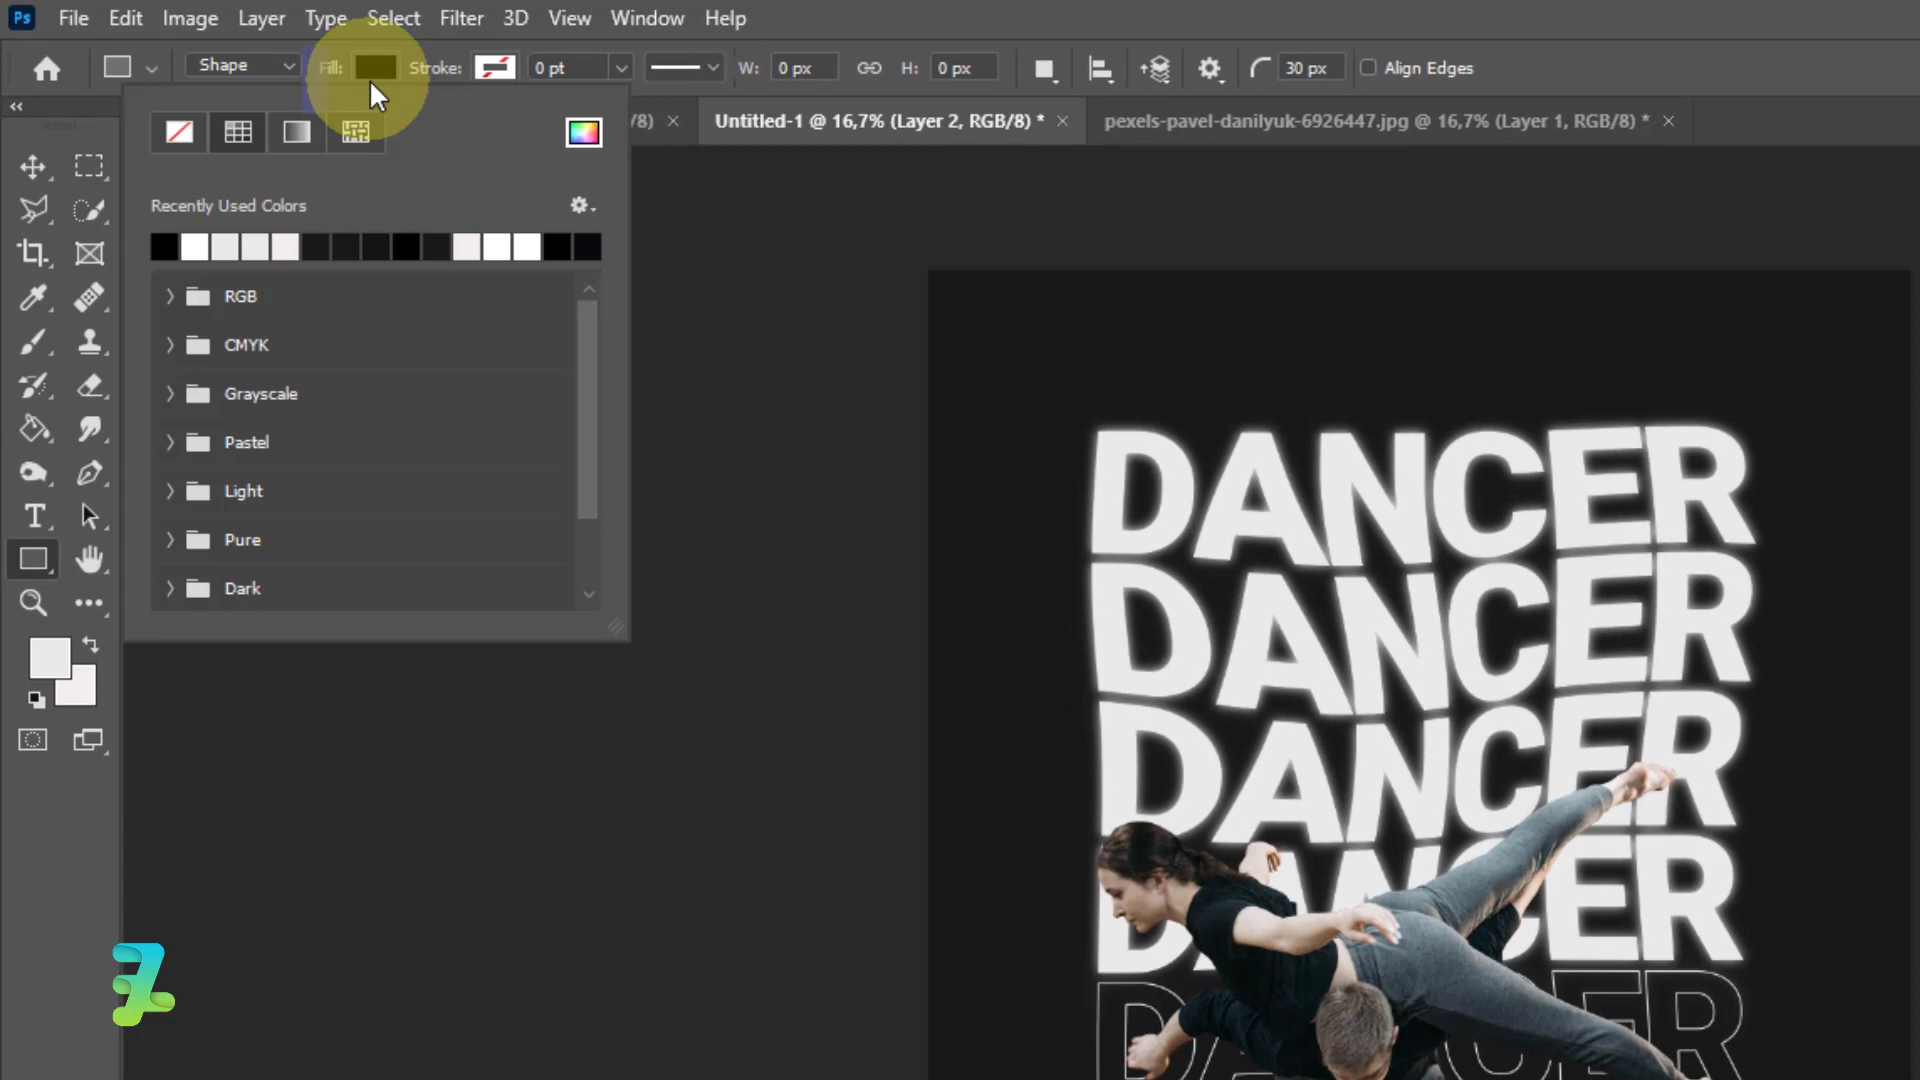 Ps File Edit Image Layer Type Select Filter 3D View Window Help
Shape Fill: Stroke: 0 pt W: 0 px H: 0 px 30 px Align Edges
/8) × Untitled-1 @ 16,7% (Layer 2, RGB/8) * × pexels-pavel-danilyuk-6926447.jpg @ 16,7% (Layer 1, RGB/8) * ×
Recently Used Colors
RGB
CMYK
Grayscale
Pastel
Light
Pure
Dark
DANCER
DANCER
DANCER
DANCER
DANCER